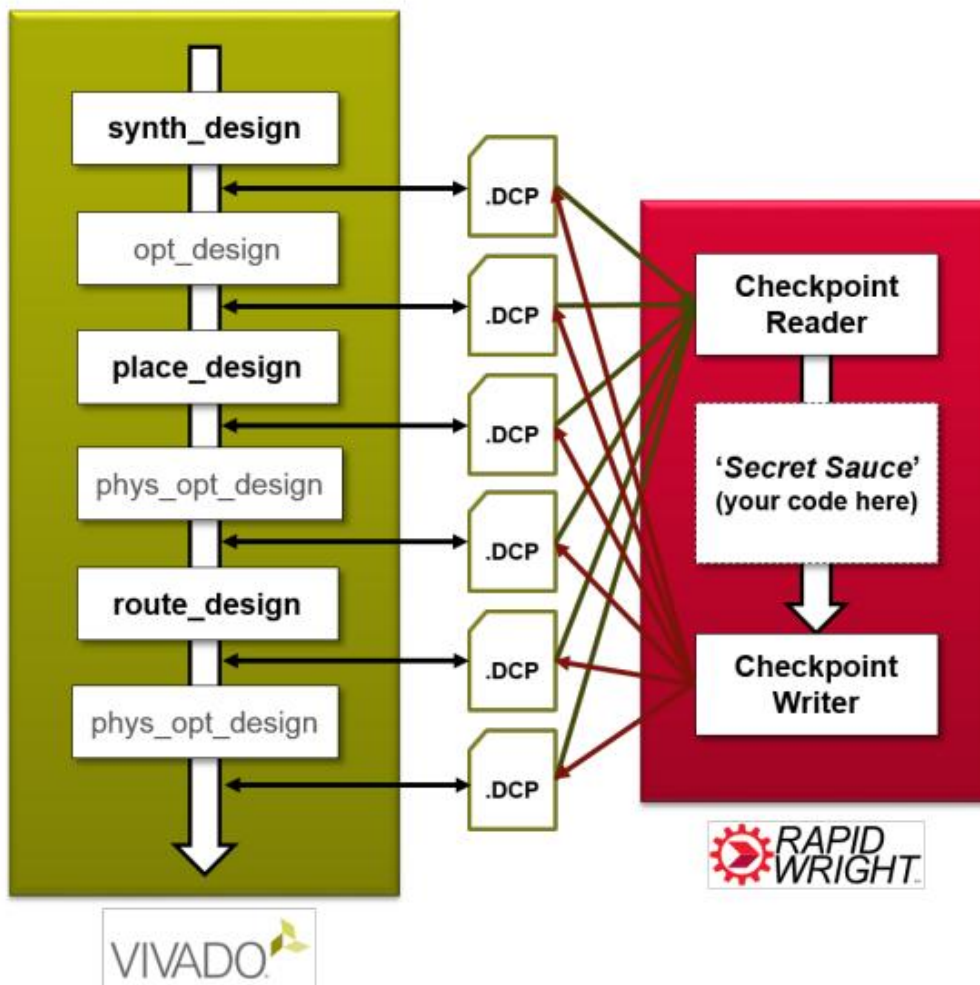 synth_design
opt_design
place_design
phys_opt_design
route_design
phys_opt_design
.DCP
.DCP
.DCP
.DCP
.DCP
.DCP
Checkpoint
Reader
‘Secret Sauce’
(your code here)
Checkpoint
Writer
VIVADO
RAPID
WRIGHT